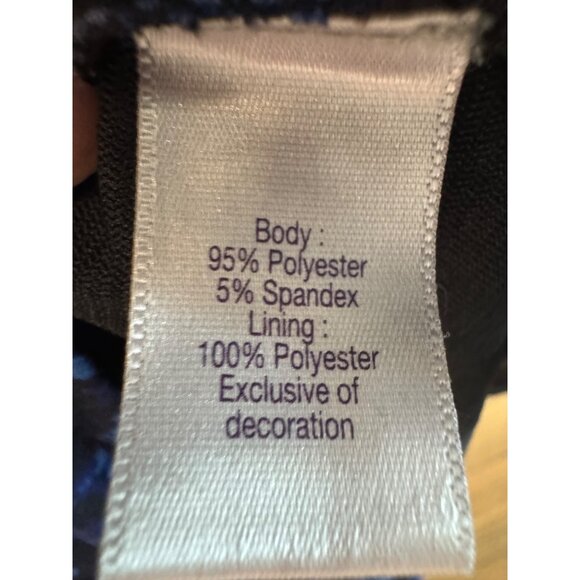 Body :
95% Polyester
5% Spandex
Lining :
100% Polyester
Exclusive of
decoration